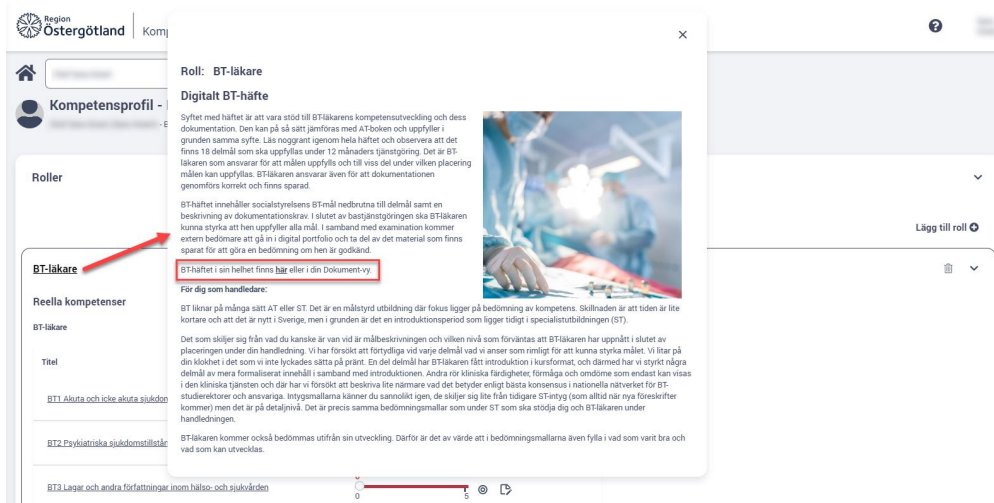 Region
Östergötland
Kom
Kompetensprofil -
Roller
Lägg till roll
BT-läkare
Reella kompetenser
BT-läkare
Titel
BT1 Akuta och icke akuta sjukdom
BT2 Psykiatriska sjukdomstillstån
BT3 Lagar och andra författningar inom hälso- och sjukvården
0
0
5
Roll: BT-läkare
Digitalt BT-häfte
Syftet med häftet är att vara stöd till BT-läkarens kompetensutveckling och dess
dokumentation. Den kan på så sätt jämföras med AT-boken och uppfyller i
grunden samma syfte. Läs noggrant igenom hela häftet och observera att det
finns 18 delmål som ska uppfyllas under 12 månaders tjänstgöring. Det är BT-
läkaren som ansvarar för att målen uppfylls och till viss del under vilken placering
målen kan uppfyllas. BT-läkaren ansvarar även för att dokumentationen
genomförs korrekt och finns sparad.
BT-häftet innehåller socialstyrelsens BT-mål nedbrutna till delmål samt en
beskrivning av dokumentationskrav. I slutet av bastjänstgöringen ska BT-läkaren
kunna styrka att hen uppfyller alla mål. I samband med examination kommer
extern bedömare att gå in i digital portfolio och ta del av det material som finns
sparat för att göra en bedömning om hen är godkänd.
BT-häftet i sin helhet finns här eller i din Dokument-vy.
För dig som handledare:
BT liknar på många sätt AT eller ST. Det är en målstyrd utbildning där fokus ligger på bedömning av kompetens. Skillnaden är att tiden är lite
kortare och att det är nytt i Sverige, men i grunden är det en introduktionsperiod som ligger tidigt i specialistutbildningen (ST).
Det som skiljer sig från vad du kanske är van vid är målbeskrivningen och vilken nivå som förväntas att BT-läkaren har uppnått i slutet av
placeringen under din handledning. Vi har försökt att förtydliga vid varje delmål vad vi anser som rimligt för att kunna styrka målet. Vi litar på
din klokhet i det som vi inte lyckades sätta på pränt. En del delmål har BT-läkaren fått introduktion i kursformat, och därmed har vi styrkt några
delmål av mera formaliserat innehåll i samband med introduktionen. Andra rör kliniska färdigheter, förmåga och omdöme som endast kan visas
i den kliniska tjänsten och där har vi försökt att beskriva lite närmare vad det betyder enligt bästa konsensus i nationella nätverket för BT-
studierektorer och ansvariga. Intygsmallarna känner du sannolikt igen, de skiljer sig lite från tidigare ST-intyg (som alltid när nya föreskrifter
kommer) men det är på detaljnivå. Det är precis samma bedömningsmallar som under ST som ska stödja dig och BT-läkaren under
handledningen.
BT-läkaren kommer också bedömmas utifrån sin utveckling. Därför är det av värde att i bedömningsmallarna även fylla i vad som varit bra och
vad som kan utvecklas.